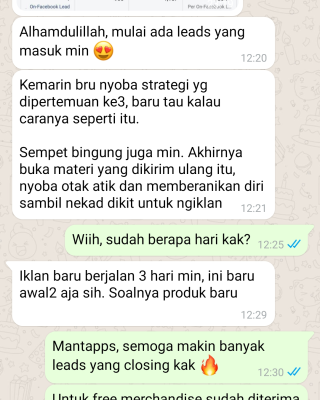 On-Facebook Lead
Alhamdulillah, mulai ada leads yang
masuk min 😍
12:20
Kemarin bru nyoba strategi yg
dipertemuan ke3, baru tau kalau
caranya seperti itu.
Sempet bingung juga min. Akhirnya
buka materi yang dikirim ulang itu,
nyoba otak atik dan memberanikan diri
sambil nekad dikit untuk ngiklan
12:21
Wiih, sudah berapa hari kak?
12:25
Iklan baru berjalan 3 hari min, ini baru
awal2 aja sih. Soalnya produk baru
12:29
Mantapps, semoga makin banyak
leads yang closing kak 🔥
12:30
Untuk free merchandise sudah diterima